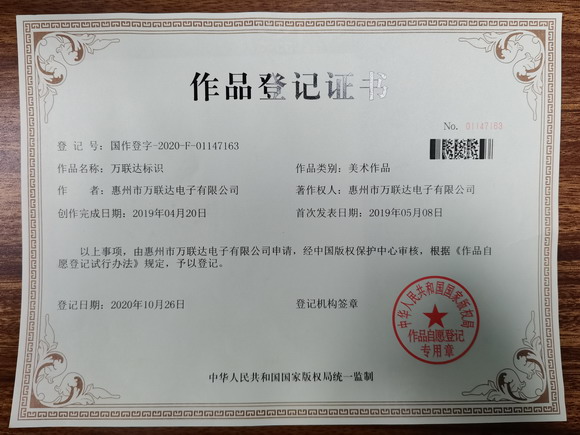 作品登记证书
No. 01147163
登 记 号：国作登字-2020-F-01147163
作品名称：万联达标识
作品类别：美术作品
作 者：惠州市万联达电子有限公司
著作权人：惠州市万联达电子有限公司
创作完成日期：2019年04月20日
首次发表日期：2019年05月08日
以上事项，由惠州市万联达电子有限公司申请，经中国版权保护中心审核，根据《作品自
愿登记试行办法》规定，予以登记。
登记日期：2020年10月26日
登记机构签章
中华人民共和国国家版权局
作品自愿登记
专用章
中华人民共和国国家版权局统一监制